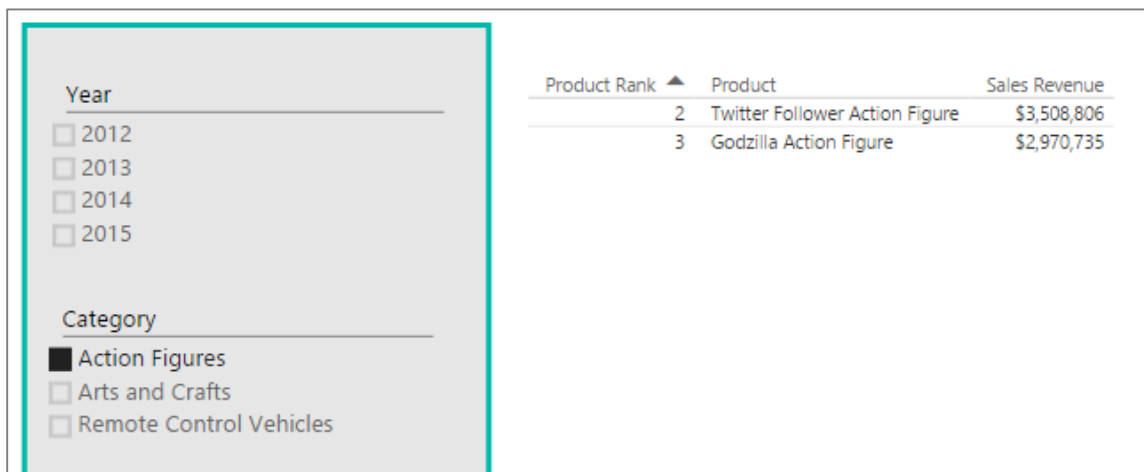 Year
2012
2013
2014
2015
Category
Action Figures
Arts and Crafts
Remote Control Vehicles
Product Rank Product Sales Revenue
2 Twitter Follower Action Figure $3,508,806
3 Godzilla Action Figure $2,970,735